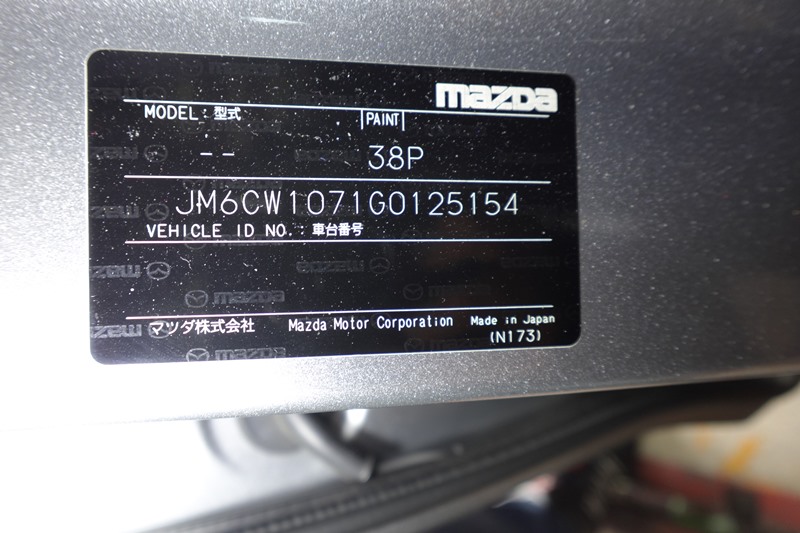 mazda
MODEL: 型式 PAINT
-- 38P
JM6CW1071G0125154
VEHICLE ID NO.: 車台番号
マツダ株式会社 Mazda Motor Corporation Made in Japan
(N173)